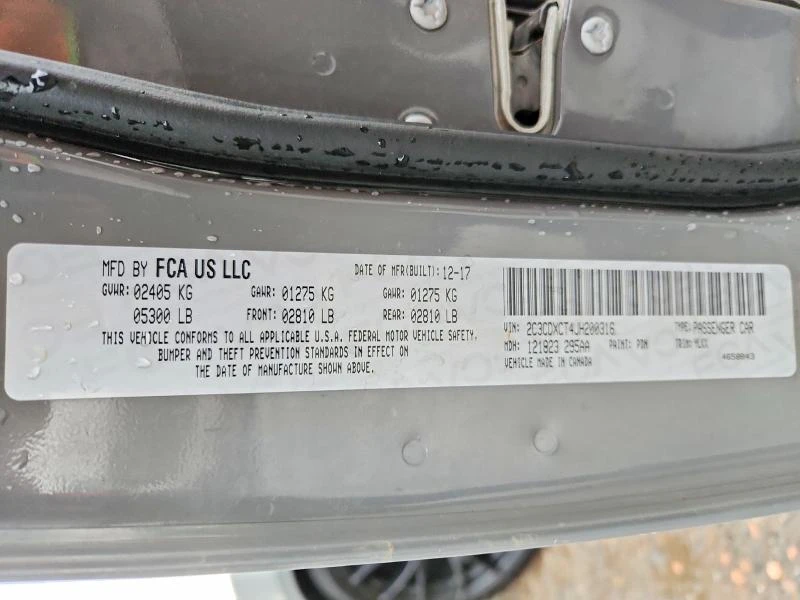 MFD BY FCA US LLC DATE OF MFR(BUILT): 12-17
GVWR: 02405 KG GAWR: 01275 KG GAWR: 01275 KG
05300 LB FRONT: 02810 LB REAR: 02810 LB
THIS VEHICLE CONFORMS TO ALL APPLICABLE U.S.A. FEDERAL MOTOR VEHICLE SAFETY,
BUMPER AND THEFT PREVENTION STANDARDS IN EFFECT ON
THE DATE OF MANUFACTURE SHOWN ABOVE.
VIN: 2C3CDXCT4JH200316 TYPE: PASSENGER CAR
MDH: 121823 295AA PAINT: PDN TRIM: HLXX
VEHICLE MADE IN CANADA 4658843